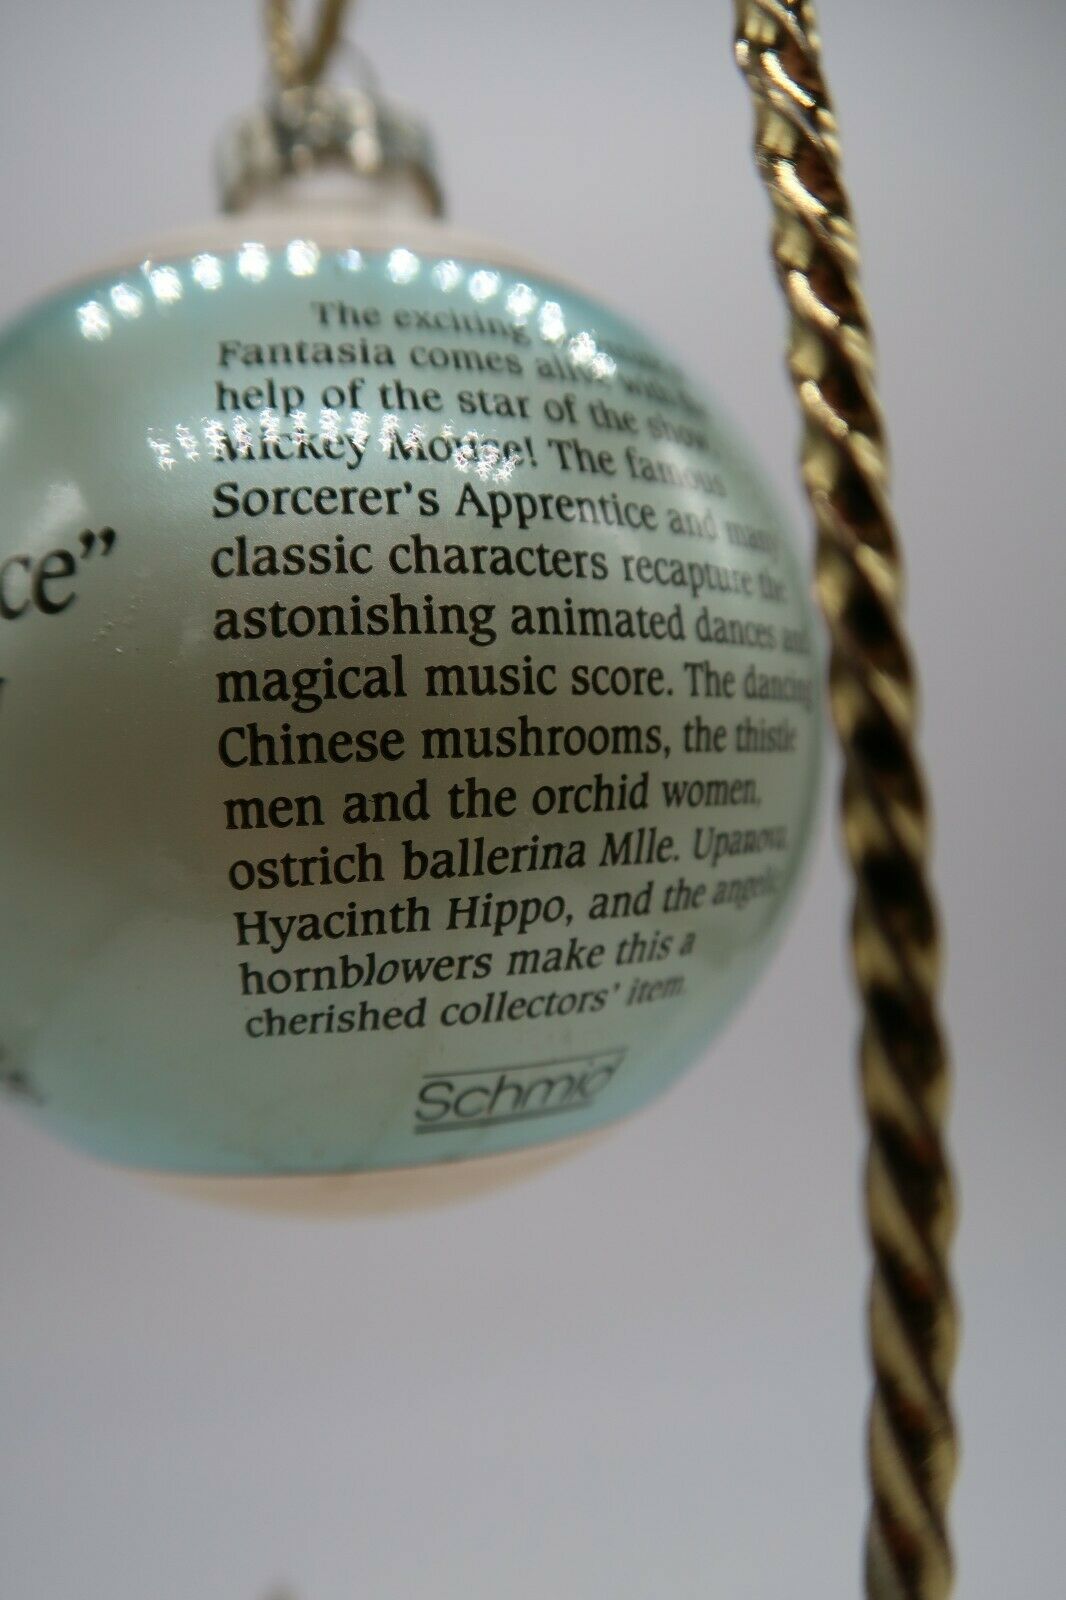 The exciting
Fantasia comes alive with the
help of the star of the show,
Mickey Mouse! The famous
Sorcerer's Apprentice and many
classic characters recapture the
astonishing animated dances and
magical music score. The dancing
Chinese mushrooms, the thistle
men and the orchid women,
ostrich ballerina Mlle. Upanova,
Hyacinth Hippo, and the angelic
hornblowers make this a
cherished collectors' item.
Schmid
ce”